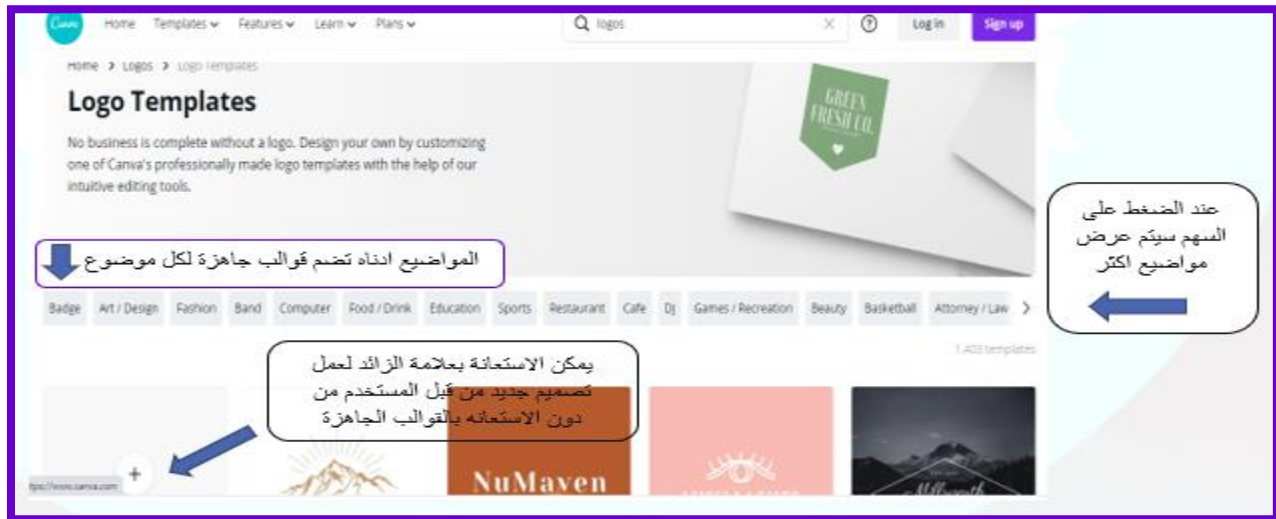 Canva Home Templates Features Learn Plans logos Log in Sign up
Home > Logos > Logo Templates
Logo Templates
No business is complete without a logo. Design your own by customizing
one of Canva's professionally made logo templates with the help of our
intuitive editing tools.
GREEN
FRESH CO.
عند الضغط على
السهم سيتم عرض
مواضيع اكثر
المواضيع ادناه تضم قوالب جاهزة لكل موضوع
Badge Art / Design Fashion Band Computer Food / Drink Education Sports Restaurant Cafe Dj Games / Recreation Beauty Basketball Attorney / Law >
1,403 templates
يمكن الاستعانة بعلامة الزائد لعمل
تصميم جديد من قبل المستخدم من
دون الاستعانه بالقوالب الجاهزة
+
NuMaven
Millworth
https://www.canva.com